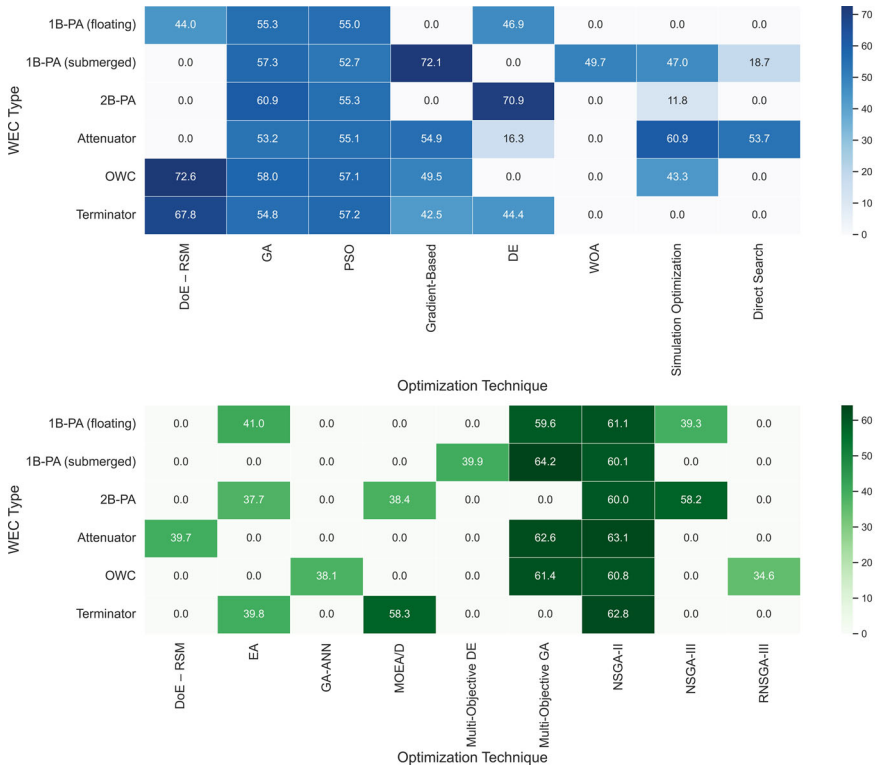 WEC Type
1B-PA (floating) 44.0 55.3 55.0 0.0 46.9 0.0 0.0 0.0
1B-PA (submerged) 0.0 57.3 52.7 72.1 0.0 49.7 47.0 18.7
2B-PA 0.0 60.9 55.3 0.0 70.9 0.0 11.8 0.0
Attenuator 0.0 53.2 55.1 54.9 16.3 0.0 60.9 53.7
OWC 72.6 58.0 57.1 49.5 0.0 0.0 43.3 0.0
Terminator 67.8 54.8 57.2 42.5 44.4 0.0 0.0 0.0
DoE – RSM
GA
PSO
Gradient-Based
DE
WOA
Simulation Optimization
Direct Search
Optimization Technique
70
60
50
40
30
20
10
0
WEC Type
1B-PA (floating) 0.0 41.0 0.0 0.0 0.0 59.6 61.1 39.3 0.0
1B-PA (submerged) 0.0 0.0 0.0 0.0 39.9 64.2 60.1 0.0 0.0
2B-PA 0.0 37.7 0.0 38.4 0.0 0.0 60.0 58.2 0.0
Attenuator 39.7 0.0 0.0 0.0 0.0 62.6 63.1 0.0 0.0
OWC 0.0 0.0 38.1 0.0 0.0 61.4 60.8 0.0 34.6
Terminator 0.0 39.8 0.0 58.3 0.0 0.0 62.8 0.0 0.0
DoE – RSM
EA
GA-ANN
MOEA/D
Multi-Objective DE
Multi-Objective GA
NSGA-II
NSGA-III
RNSGA-III
Optimization Technique
60
50
40
30
20
10
0